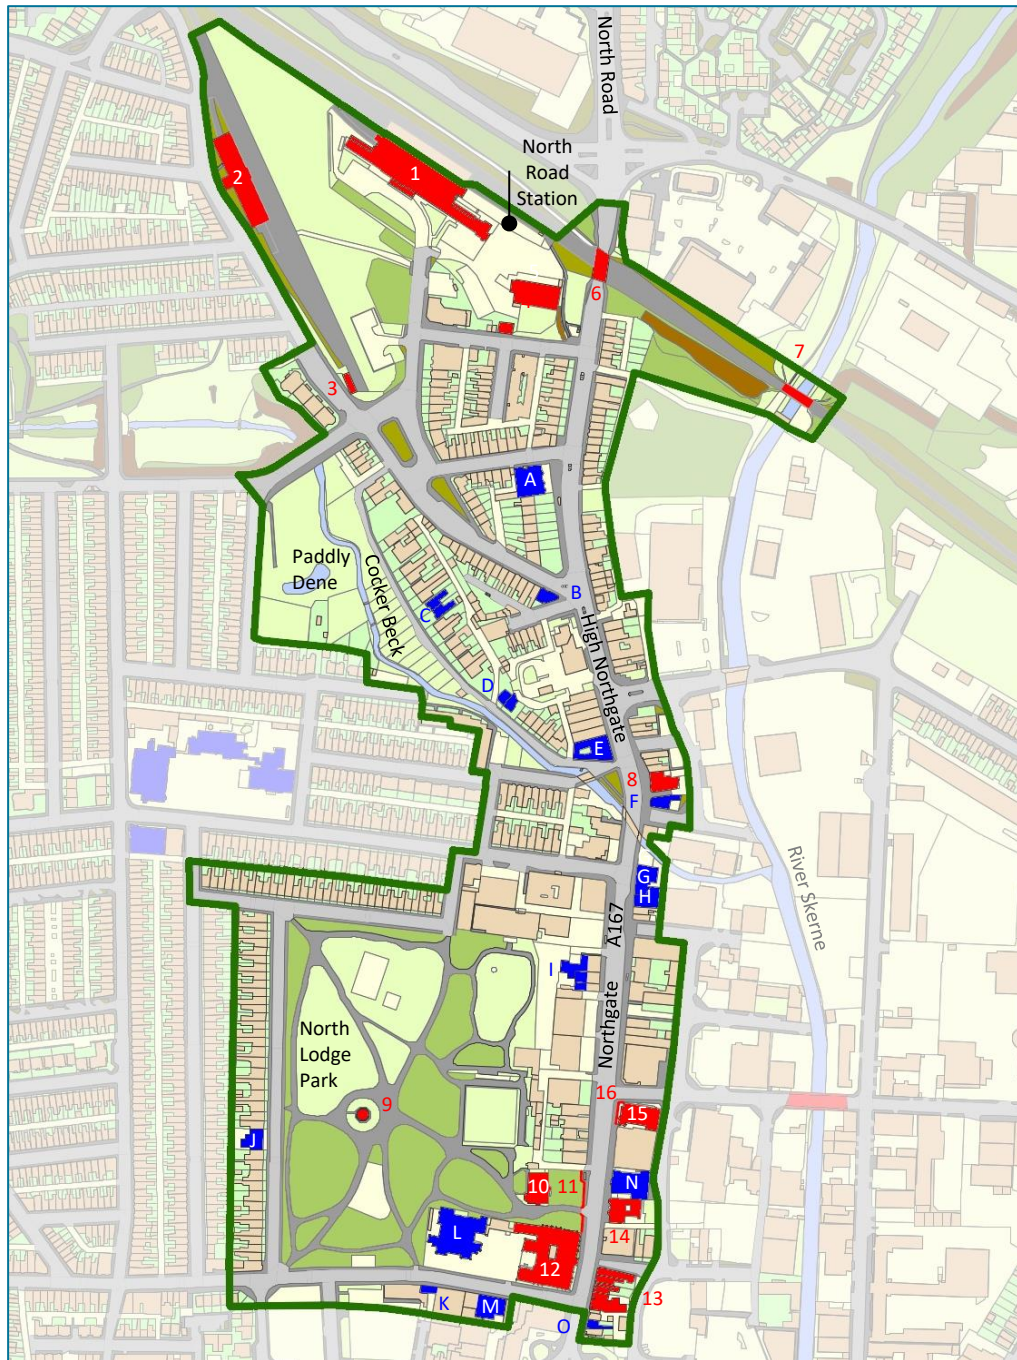 North Road
North
Road
Station
1
2
6
7
3
A
Paddly
Dene
Cocker Beck
B
C
High Northgate
D
E
8
F
G
H
A167
River Skerne
I
Northgate
North
Lodge
Park
9
16
15
J
10
11
N
L
14
12
K
M
13
O